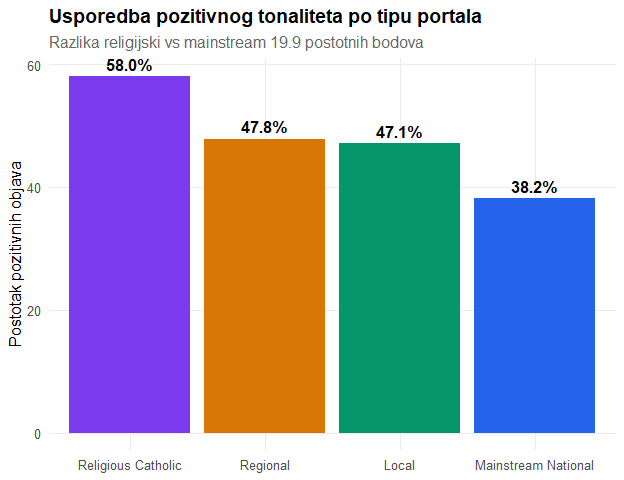 Usporedba pozitivnog tonaliteta po tipu portala
Razlika religijski vs mainstream 19.9 postotnih bodova
Postotak pozitivnih objava
60
40
20
0
58.0%
47.8%
47.1%
38.2%
Religious Catholic
Regional
Local
Mainstream National